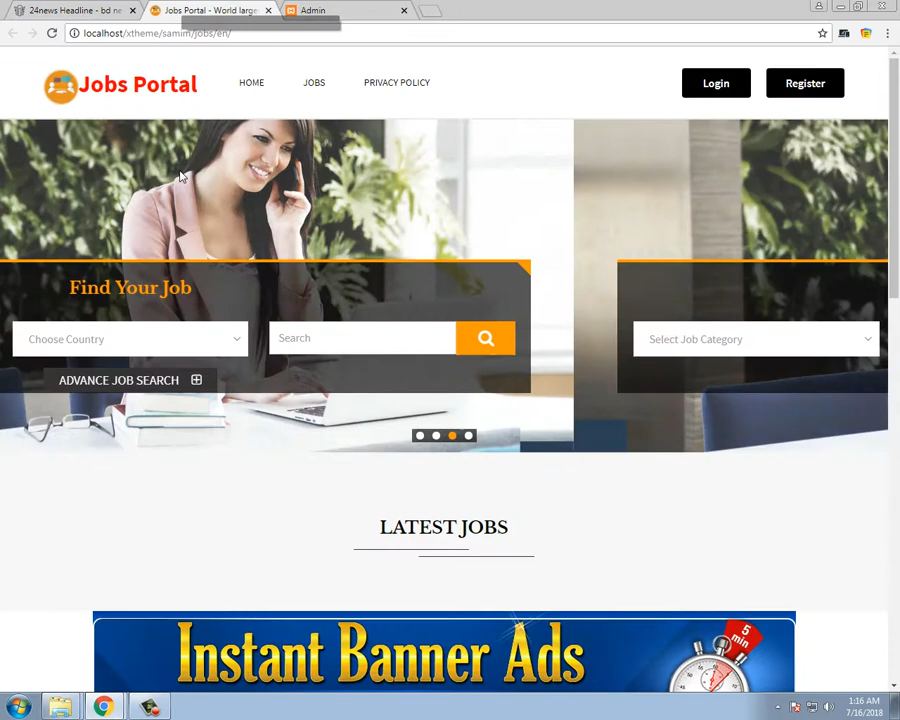 24news Headline - bd ne
Jobs Portal - World large
Admin
localhost/xtheme/samim/jobs/en/
Jobs Portal
HOME
JOBS
PRIVACY POLICY
Login
Register
Find Your Job
Choose Country
Search
Select Job Category
ADVANCE JOB SEARCH
LATEST JOBS
Instant Banner Ads
5
min
1:16 AM
7/16/2018